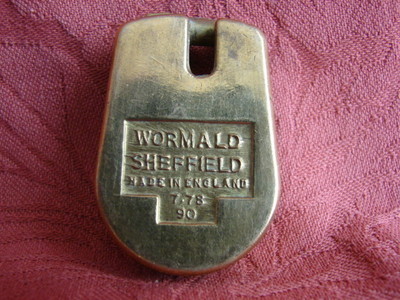 WORMALD
SHEFFIELD
MADE IN ENGLAND
7·78
90